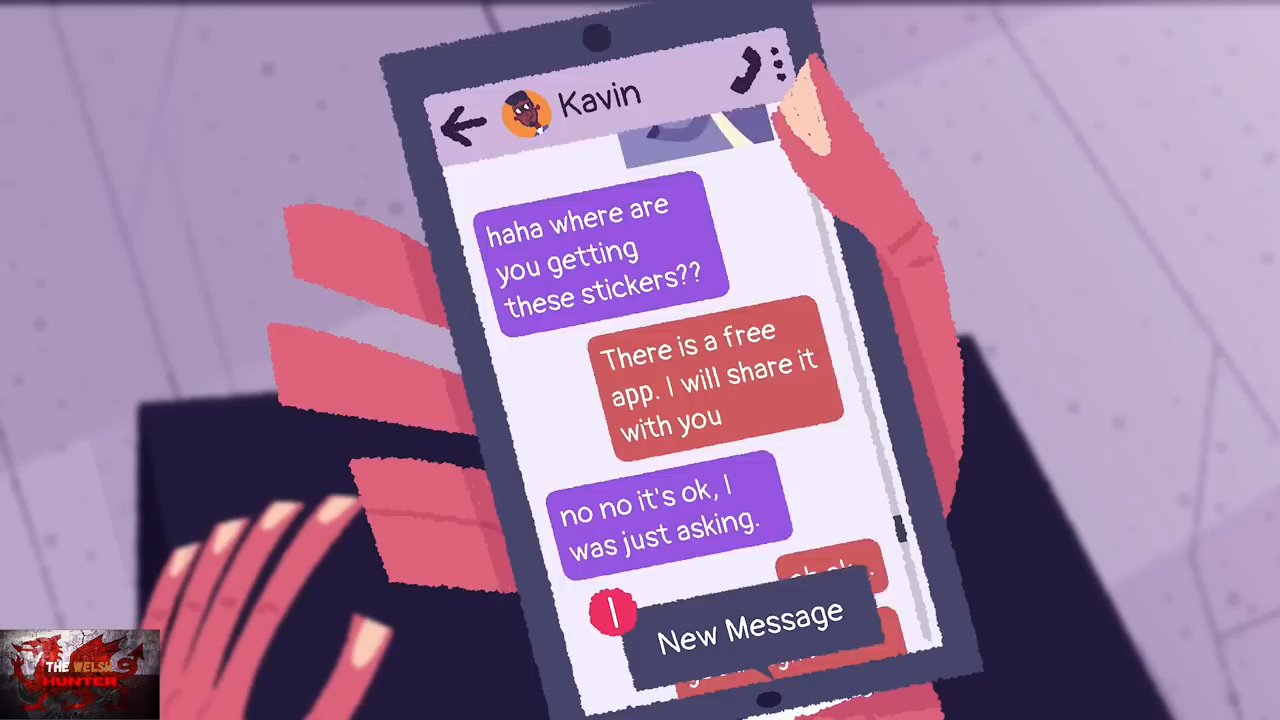 Kavin
haha where are
you getting
these stickers??
There is a free
app. I will share it
with you
no no it's ok, I
was just asking.
1
New Message
THE WELSH
HUNTER